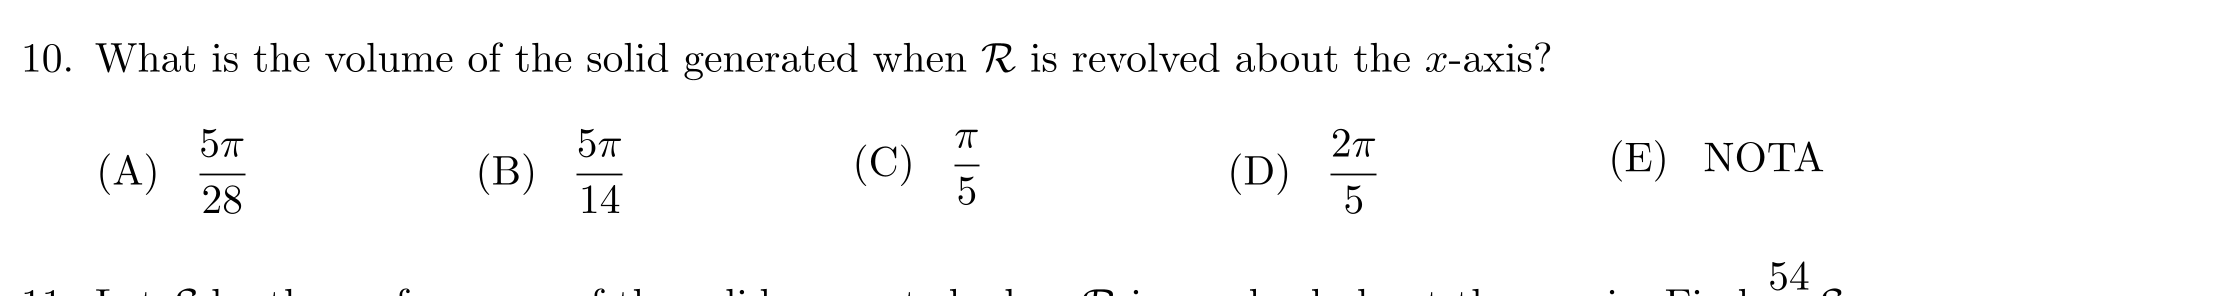 10. What is the volume of the solid generated when R is revolved about the x-axis?
(A) 5π/28 (B) 5π/14 (C) π/5 (D) 2π/5 (E) NOTA
54